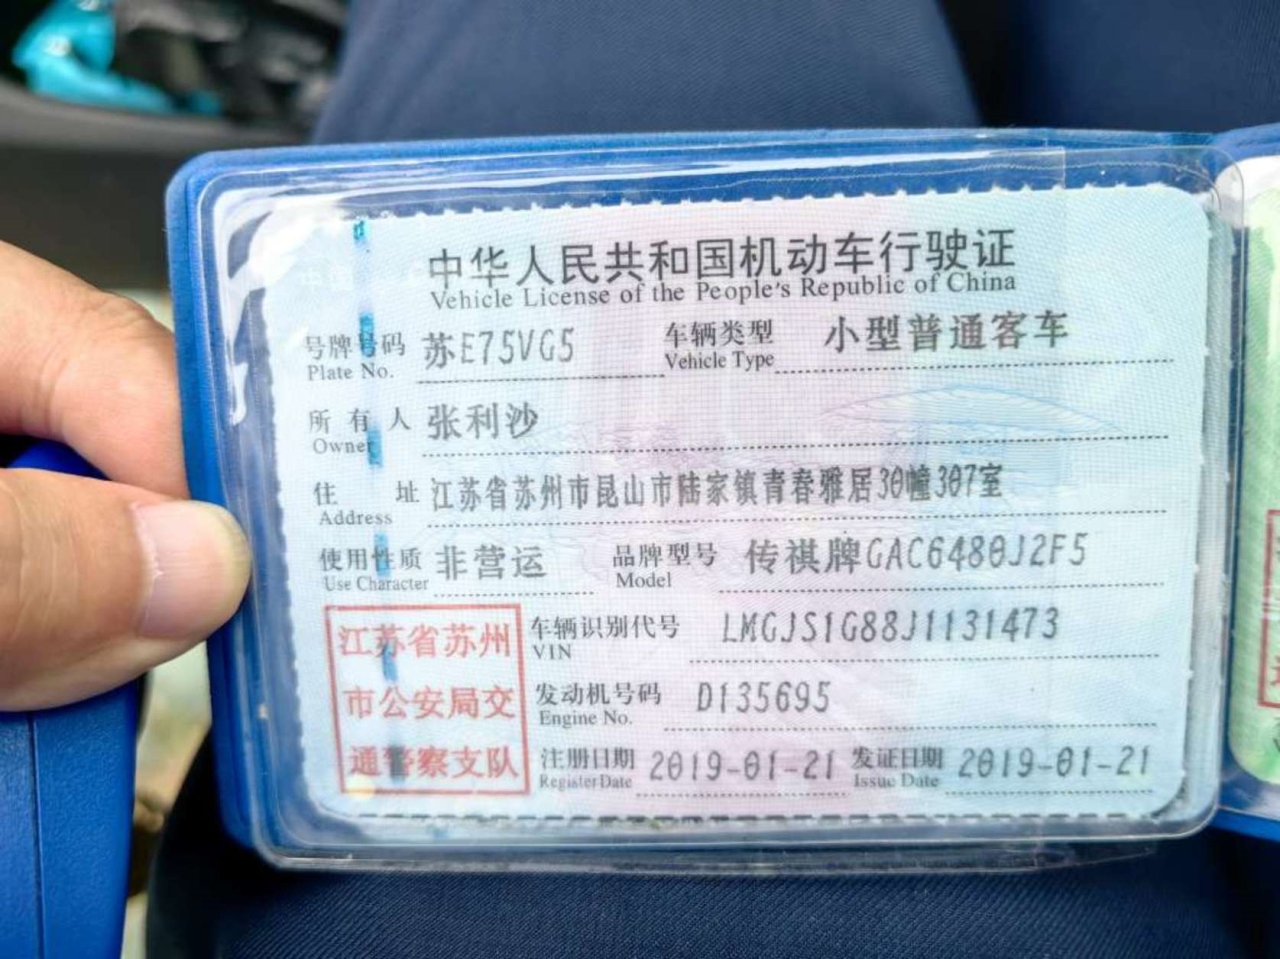 中华人民共和国机动车行驶证
Vehicle License of the People's Republic of China
号牌号码 苏E75VG5 车辆类型 小型普通客车
Plate No. Vehicle Type
所有人 张利沙
Owner
住址 江苏省苏州市昆山市陆家镇青春雅居30幢307室
Address
使用性质 非营运 品牌型号 传祺牌GAC6480J2F5
Use Character Model
江苏省苏州
市公安局交
通警察支队
车辆识别代号 LMGJS1G88J1131473
VIN
发动机号码 D135695
Engine No.
注册日期 2019-01-21 发证日期 2019-01-21
Register Date Issue Date